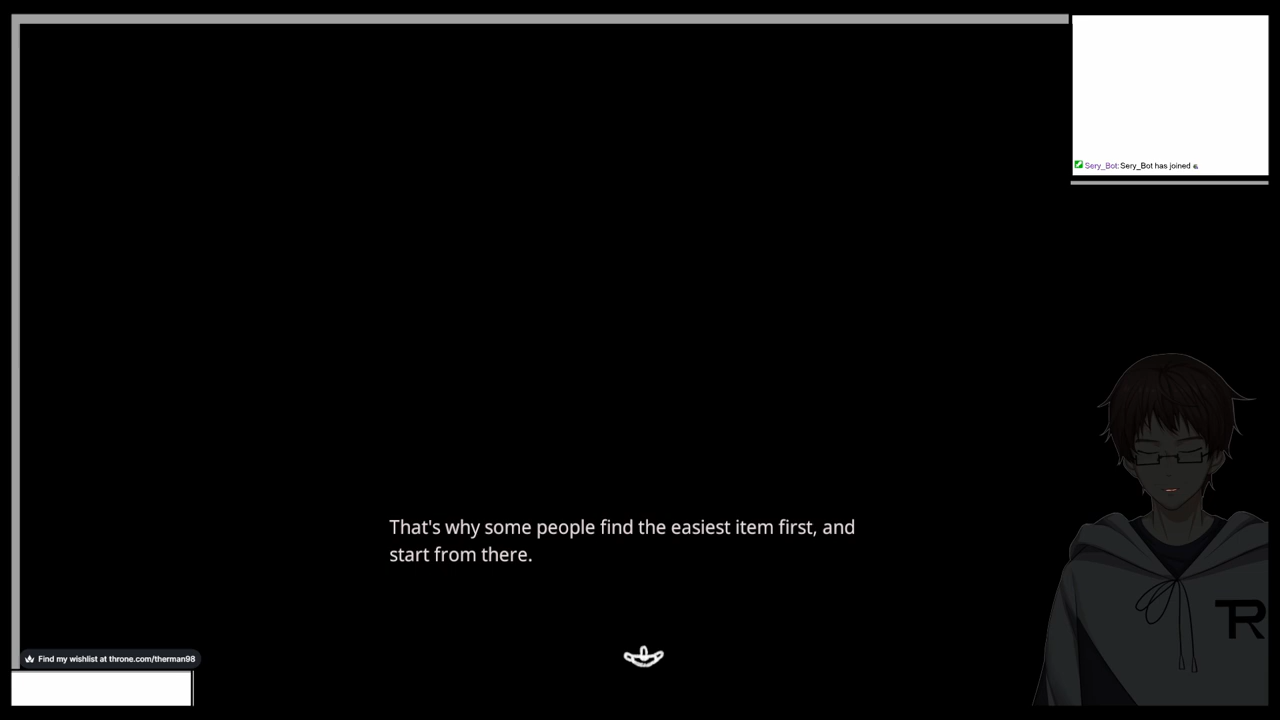 Sery_Bot: Sery_Bot has joined
That's why some people find the easiest item first, and
start from there.
Find my wishlist at throne.com/therman98
TR